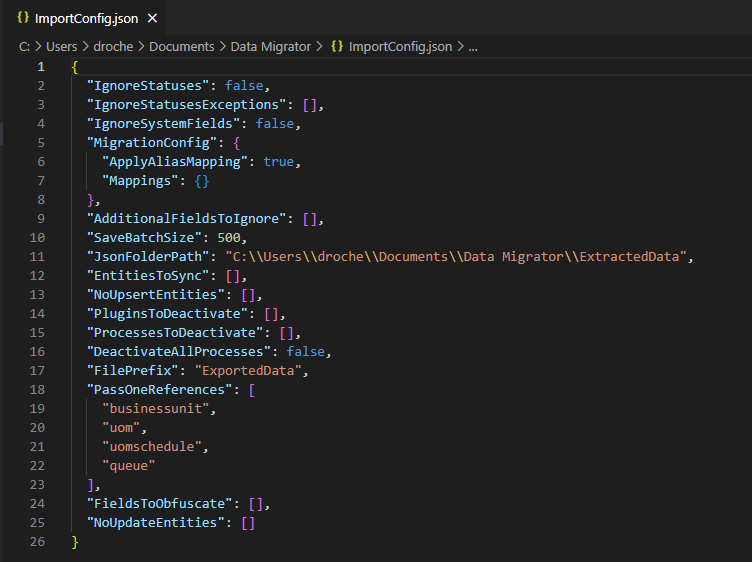 {} ImportConfig.json ×
C: > Users > droche > Documents > Data Migrator > {} ImportConfig.json > ...
1 {
2 "IgnoreStatuses": false,
3 "IgnoreStatusesExceptions": [],
4 "IgnoreSystemFields": false,
5 "MigrationConfig": {
6 "ApplyAliasMapping": true,
7 "Mappings": {}
8 },
9 "AdditionalFieldsToIgnore": [],
10 "SaveBatchSize": 500,
11 "JsonFolderPath": "C:\\Users\\droche\\Documents\\Data Migrator\\ExtractedData",
12 "EntitiesToSync": [],
13 "NoUpsertEntities": [],
14 "PluginsToDeactivate": [],
15 "ProcessesToDeactivate": [],
16 "DeactivateAllProcesses": false,
17 "FilePrefix": "ExportedData",
18 "PassOneReferences": [
19 "businessunit",
20 "uom",
21 "uomschedule",
22 "queue"
23 ],
24 "FieldsToObfuscate": [],
25 "NoUpdateEntities": []
26 }